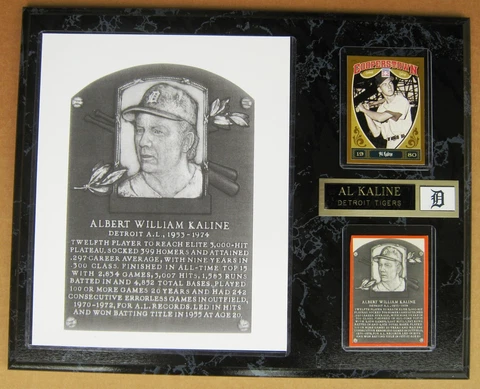 D
ALBERT WILLIAM KALINE
DETROIT A.L., 1953-1974
TWELFTH PLAYER TO REACH ELITE 3,000-HIT
PLATEAU. SOCKED 399 HOMERS AND ATTAINED
.297 CAREER AVERAGE, WITH NINE YEARS IN
.300 CLASS. FINISHED IN ALL-TIME TOP 15
WITH 2,834 GAMES, 3,007 HITS, 1,583 RUNS
BATTED IN AND 4,852 TOTAL BASES. PLAYED
100 OR MORE GAMES 20 YEARS AND HAD 242
CONSECUTIVE ERRORLESS GAMES IN OUTFIELD,
1970-1972, FOR A.L. RECORDS. LED IN HITS
AND WON BATTING TITLE IN 1955 AT AGE 20.
COOPERSTOWN
19 Al Kaline 80
AL KALINE
DETROIT TIGERS
D
ALBERT WILLIAM KALINE